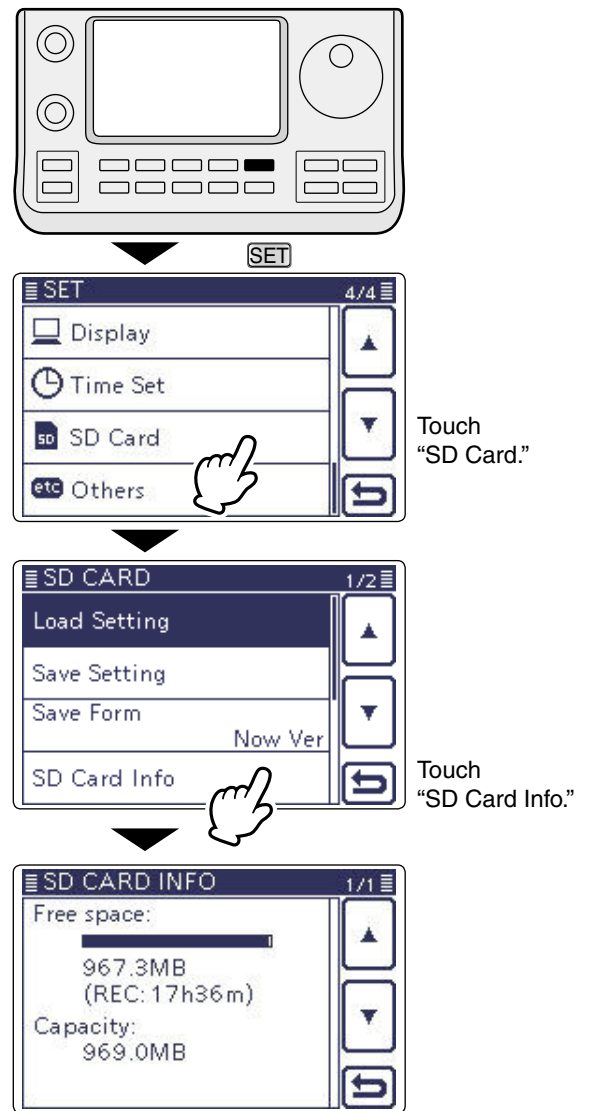 SET
SET 4/4
Display
Time Set
SD SD Card
etc Others
Touch
“SD Card.”
SD CARD 1/2
Load Setting
Save Setting
Save Form
Now Ver
SD Card Info
Touch
“SD Card Info.”
SD CARD INFO 1/1
Free space:
967.3MB
(REC: 17h36m)
Capacity:
969.0MB